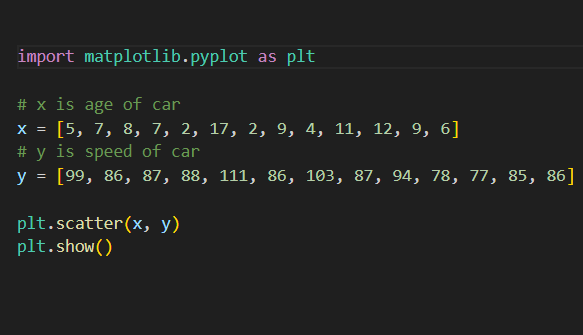 import matplotlib.pyplot as plt
# x is age of car
x = [5, 7, 8, 7, 2, 17, 2, 9, 4, 11, 12, 9, 6]
# y is speed of car
y = [99, 86, 87, 88, 111, 86, 103, 87, 94, 78, 77, 85, 86]
plt.scatter(x, y)
plt.show()